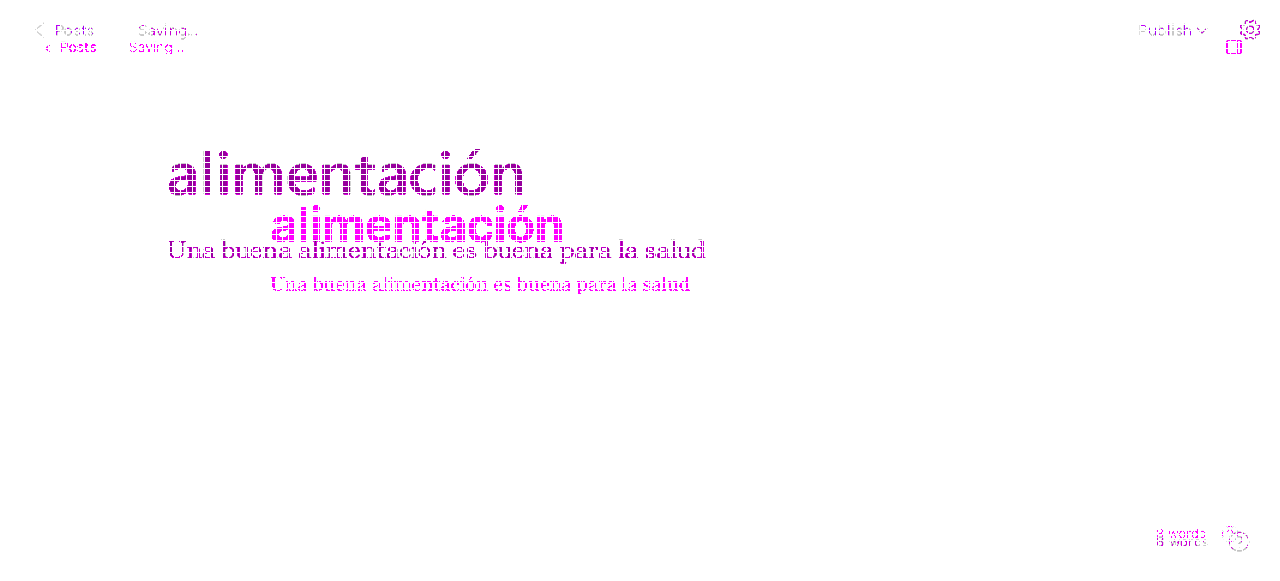 Posts Saving... Publish
Posts Saving...
alimentación
alimentación
Una buena alimentación es buena para la salud
Una buena alimentación es buena para la salud
8 words
8 words